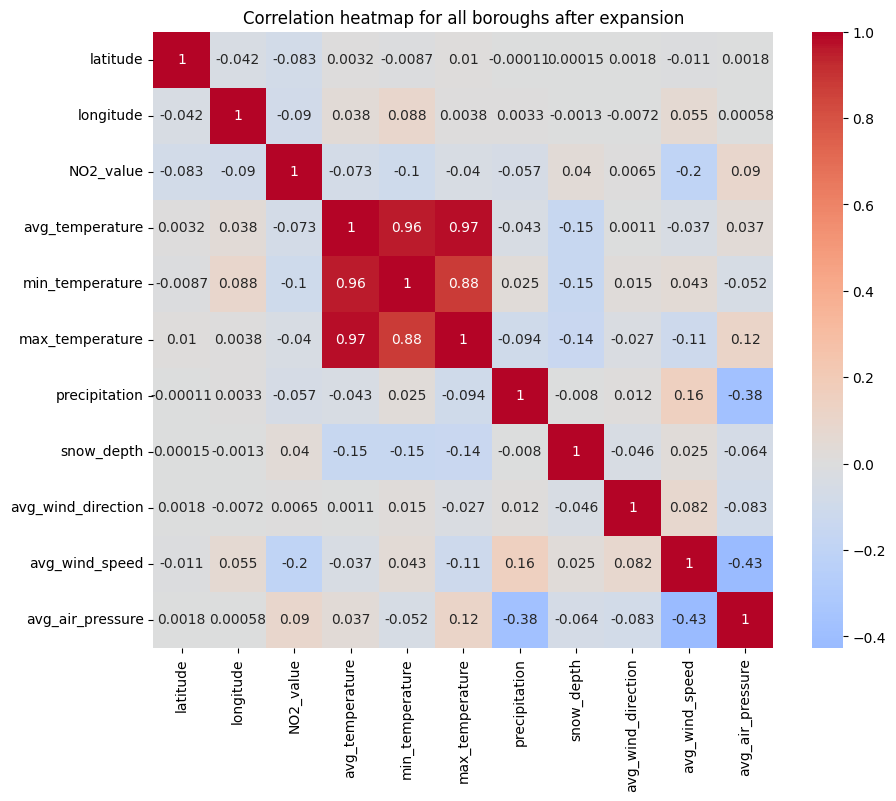 Correlation heatmap for all boroughs after expansion
latitude 1 -0.042 -0.083 0.0032 -0.0087 0.01 -0.00011 0.00015 0.0018 -0.011 0.0018
longitude -0.042 1 -0.09 0.038 0.088 0.0038 0.0033 -0.0013 -0.0072 0.055 0.00058
NO2_value -0.083 -0.09 1 -0.073 -0.1 -0.04 -0.057 0.04 0.0065 -0.2 0.09
avg_temperature 0.0032 0.038 -0.073 1 0.96 0.97 -0.043 -0.15 0.0011 -0.037 0.037
min_temperature -0.0087 0.088 -0.1 0.96 1 0.88 0.025 -0.15 0.015 0.043 -0.052
max_temperature 0.01 0.0038 -0.04 0.97 0.88 1 -0.094 -0.14 -0.027 -0.11 0.12
precipitation -0.00011 0.0033 -0.057 -0.043 0.025 -0.094 1 -0.008 0.012 0.16 -0.38
snow_depth 0.00015 -0.0013 0.04 -0.15 -0.15 -0.14 -0.008 1 -0.046 0.025 -0.064
avg_wind_direction 0.0018 -0.0072 0.0065 0.0011 0.015 -0.027 0.012 -0.046 1 0.082 -0.083
avg_wind_speed -0.011 0.055 -0.2 -0.037 0.043 -0.11 0.16 0.025 0.082 1 -0.43
avg_air_pressure 0.0018 0.00058 0.09 0.037 -0.052 0.12 -0.38 -0.064 -0.083 -0.43 1
latitude
longitude
NO2_value
avg_temperature
min_temperature
max_temperature
precipitation
snow_depth
avg_wind_direction
avg_wind_speed
avg_air_pressure
1.0
0.8
0.6
0.4
0.2
0.0
−0.2
−0.4